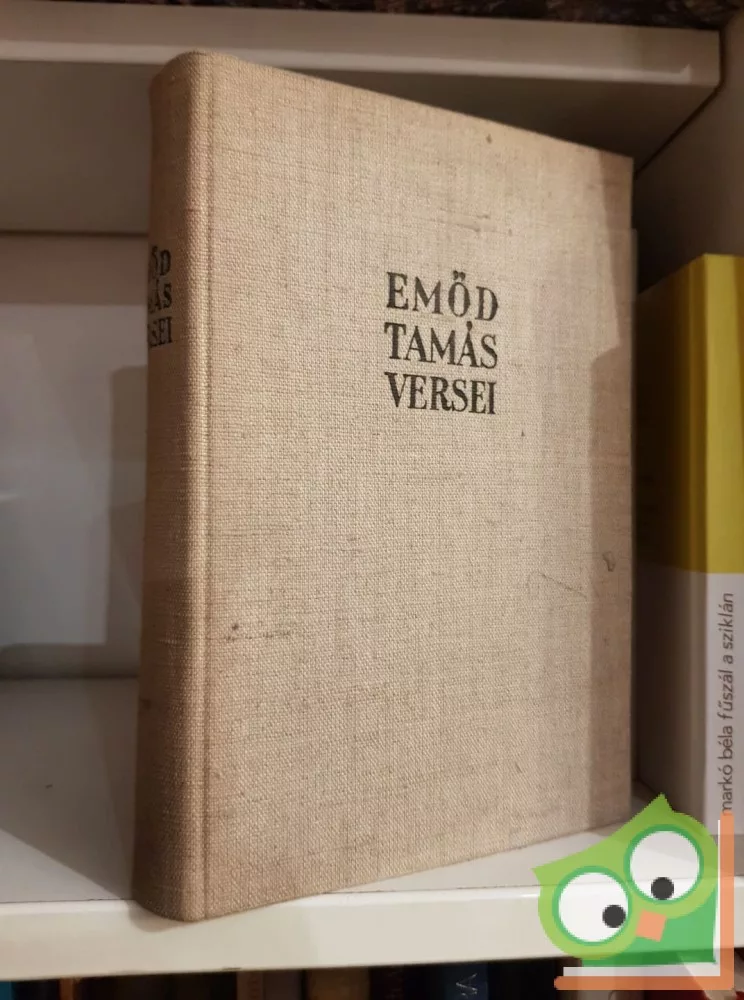 EMŐD
TAMÁS
VERSEI
markó béla fűszál a sziklán